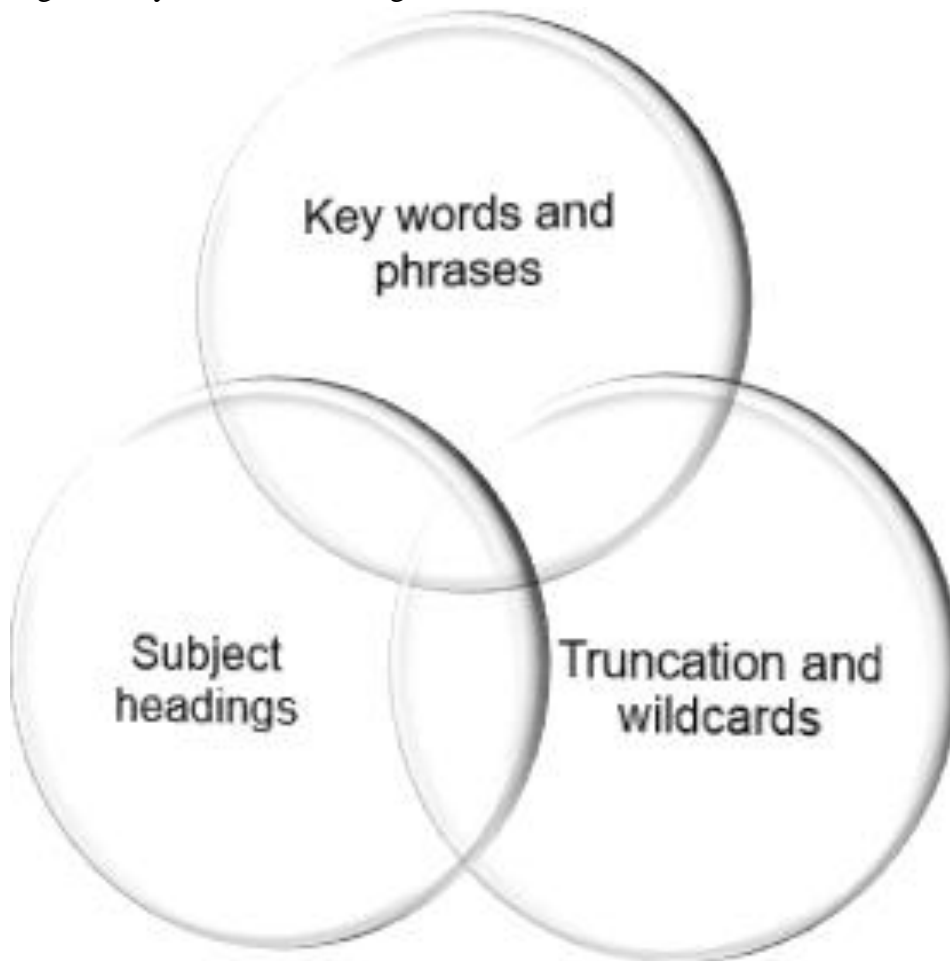 Key words and
phrases
Subject
headings
Truncation and
wildcards